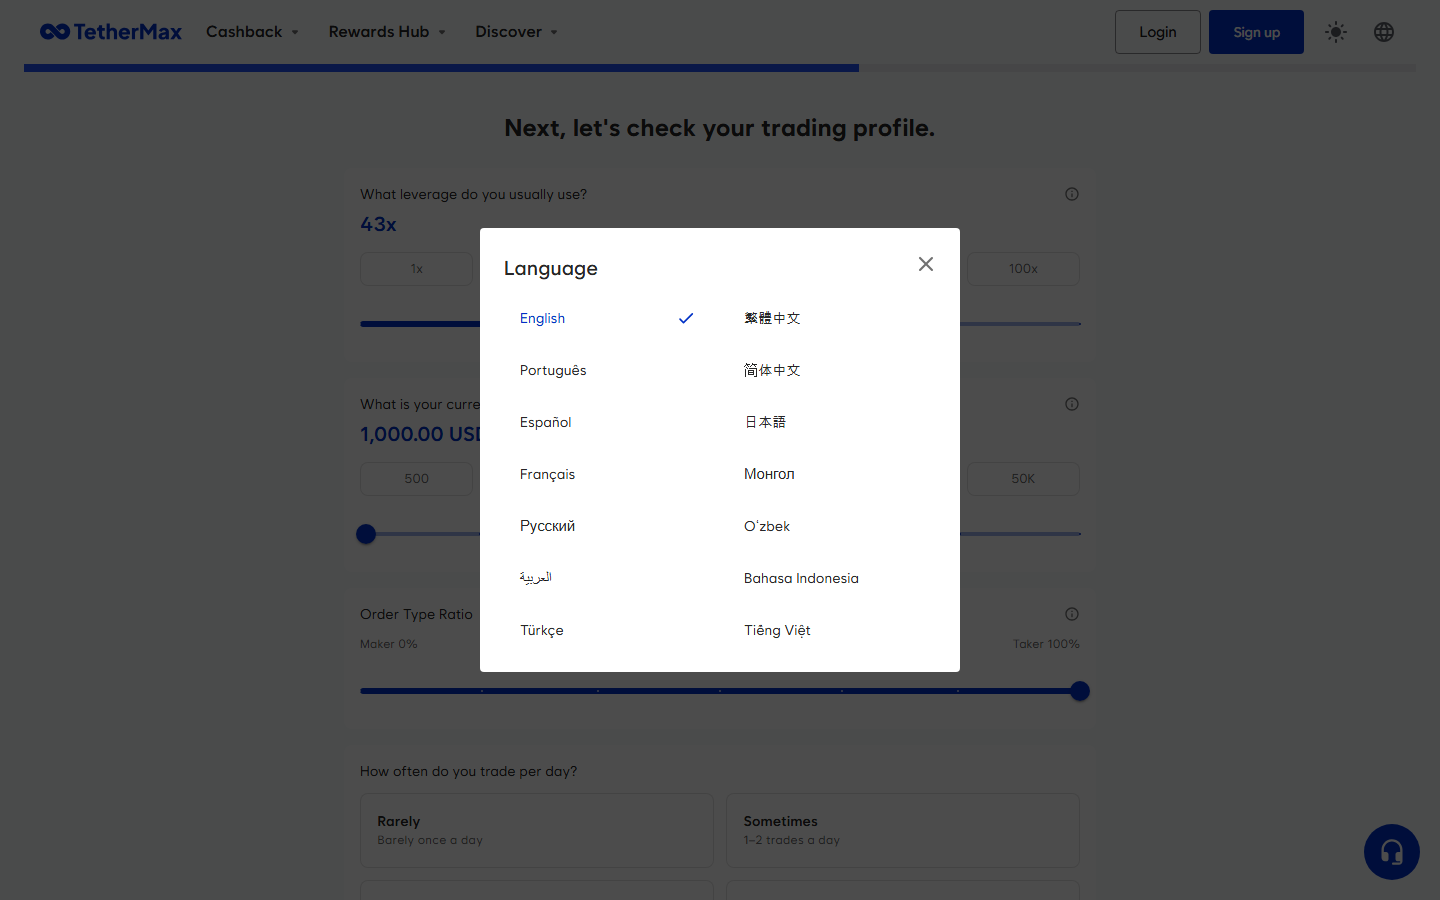 TetherMax Cashback Rewards Hub Discover Login Sign up
Next, let's check your trading profile.
What leverage do you usually use?
43x
1x 100x
What is your curre
1,000.00 USD
500 50K
Order Type Ratio
Maker 0% Taker 100%
How often do you trade per day?
Rarely
Barely once a day
Sometimes
1–2 trades a day
Language
English
繁體中文
Português
简体中文
Español
日本語
Français
Монгол
Русский
O'zbek
العربية
Bahasa Indonesia
Türkçe
Tiếng Việt